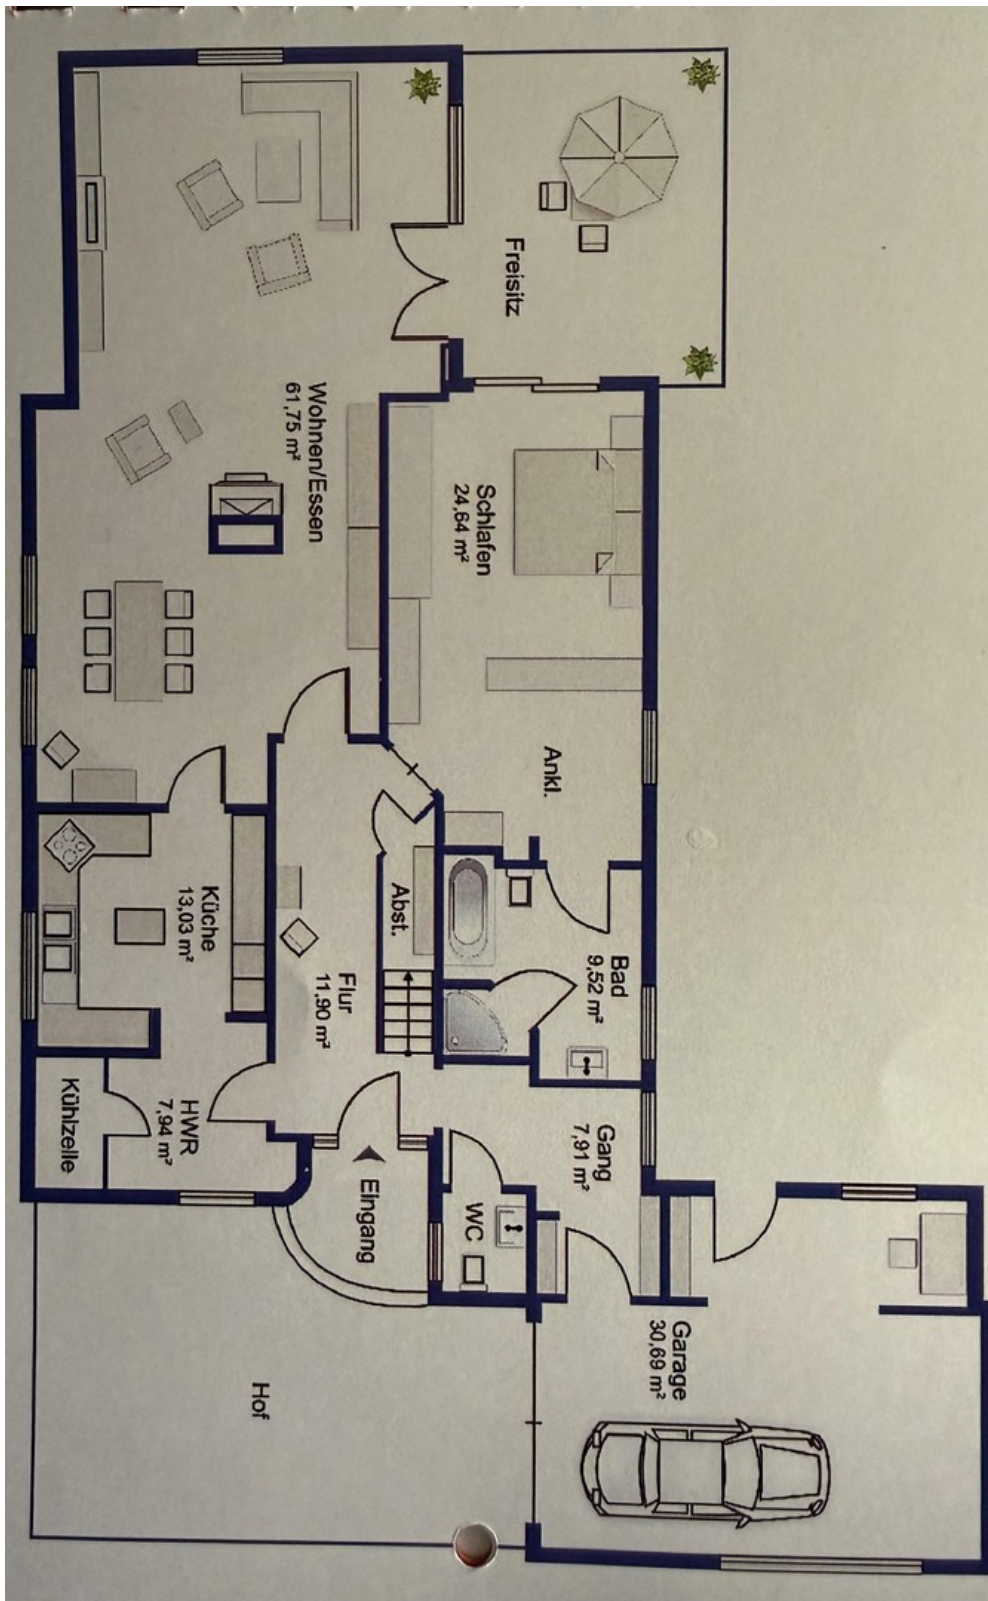 Freisitz
Wohnen/Essen
61,75 m²
Schlafen
24,64 m²
Ankl.
Küche
13,03 m²
Abst.
Flur
11,90 m²
Bad
9,52 m²
Kühlzelle
HWR
7,94 m²
Eingang
WC
Gang
7,91 m²
Garage
30,69 m²
Hof